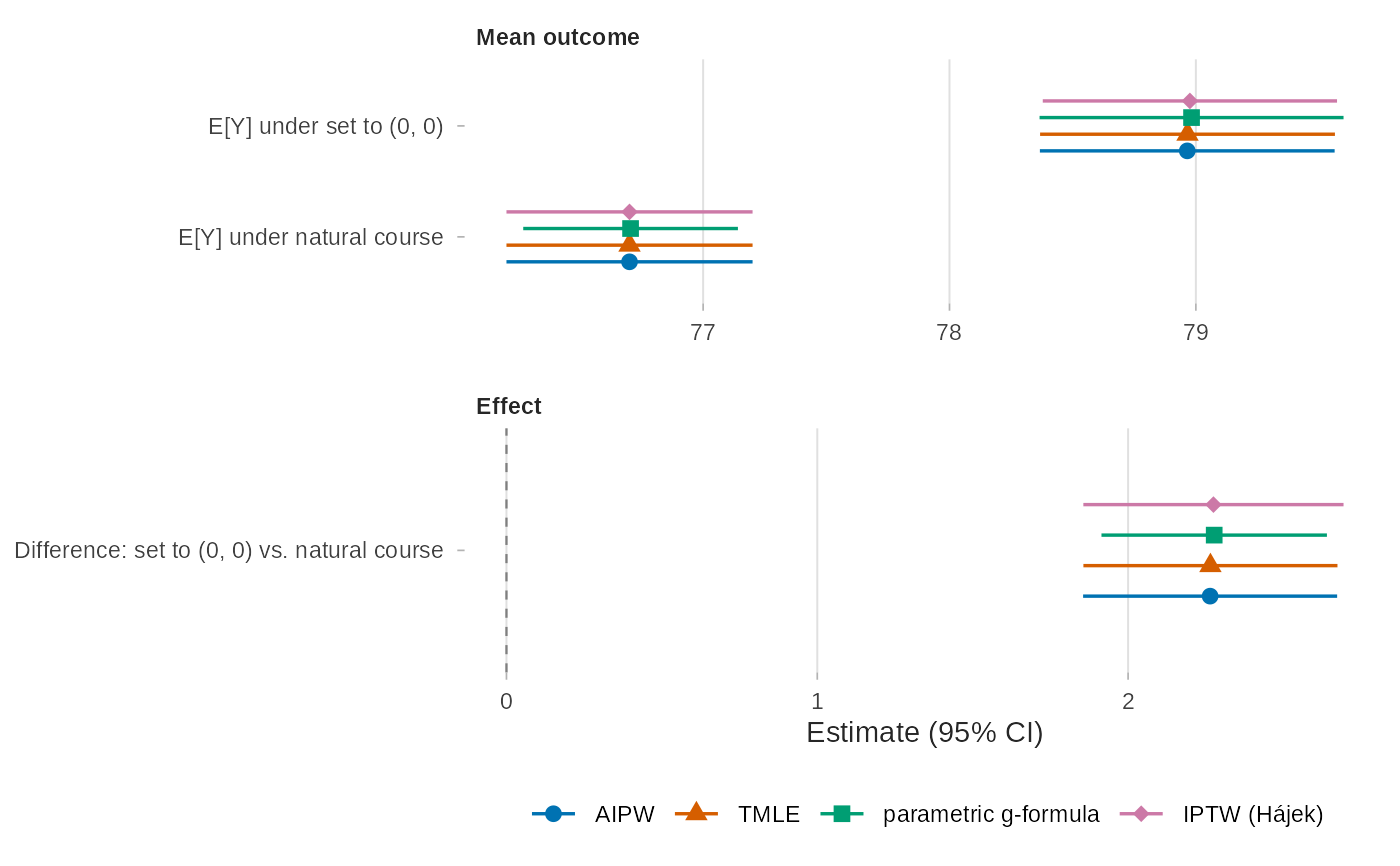 Mean outcome
E[Y] under set to (0, 0)
E[Y] under natural course
77 78 79
Effect
Difference: set to (0, 0) vs. natural course
0 1 2
Estimate (95% CI)
AIPW TMLE parametric g-formula IPTW (Hájek)